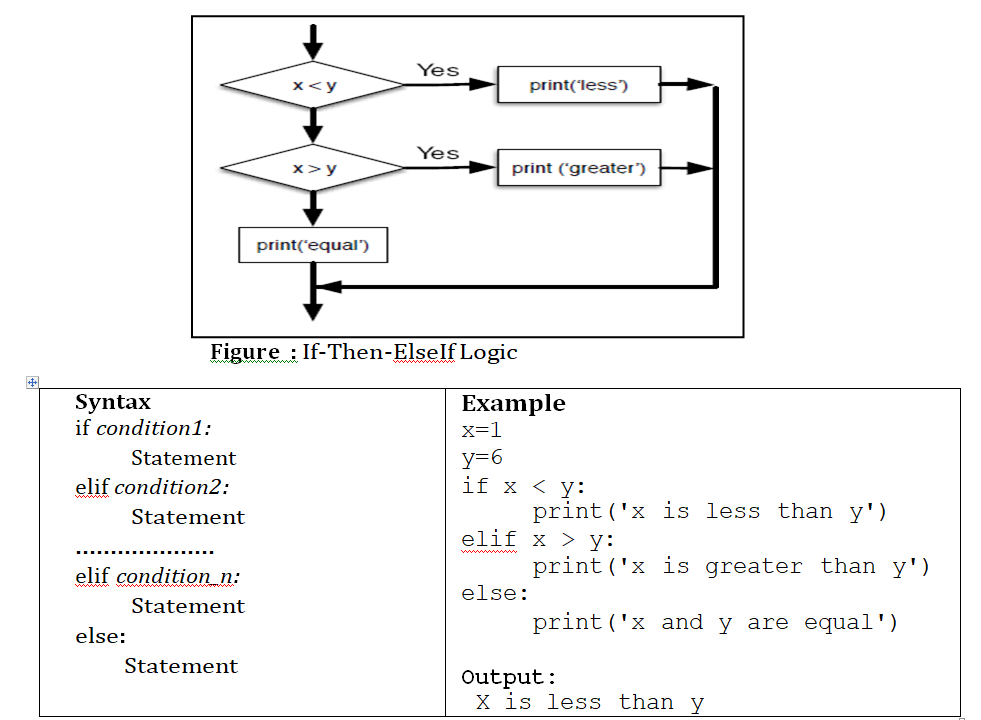 x < y
Yes
print('less')
x > y
Yes
print ('greater')
print('equal')
Figure : If-Then-ElseIf Logic
Syntax
if condition1:
Statement
elif condition2:
Statement
.....................
elif condition_n:
Statement
else:
Statement
Example
x=1
y=6
if x < y:
print('x is less than y')
elif x > y:
print('x is greater than y')
else:
print('x and y are equal')
Output:
X is less than y